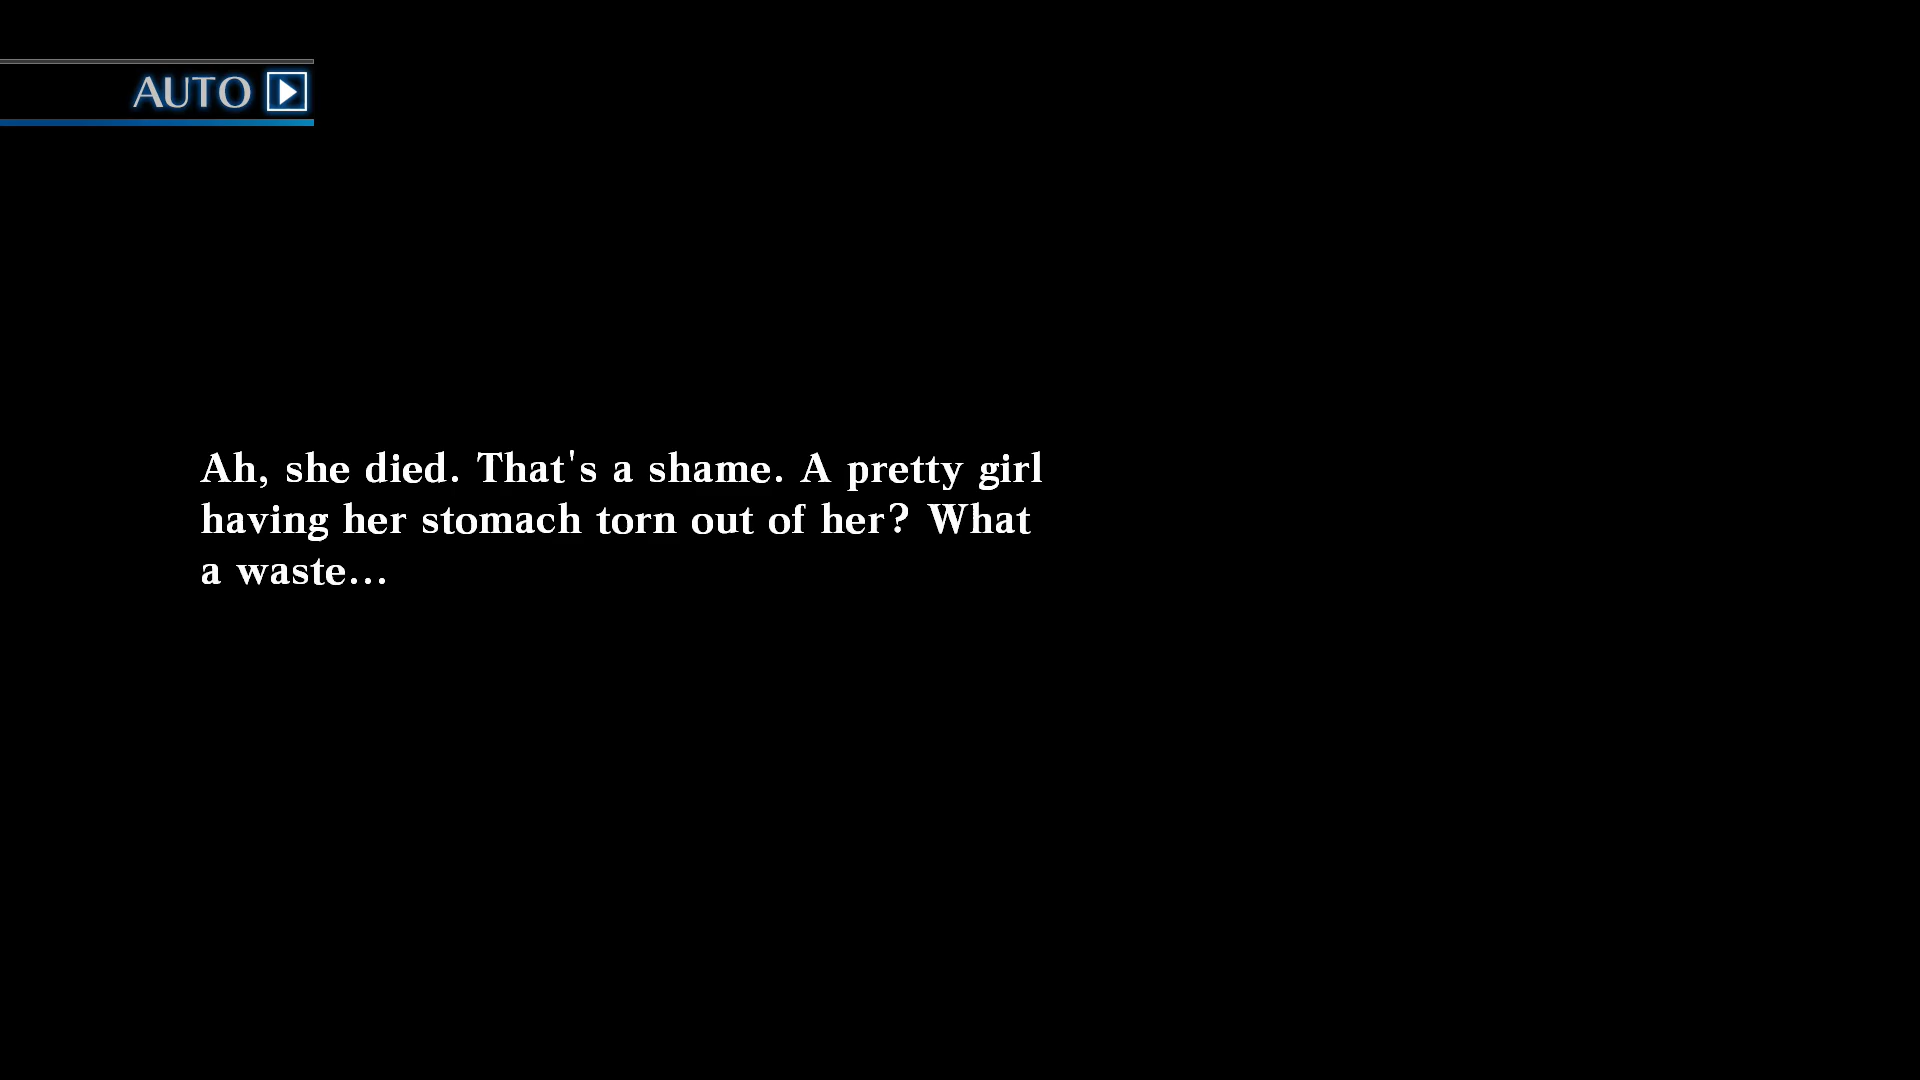 AUTO
Ah, she died. That's a shame. A pretty girl
having her stomach torn out of her? What
a waste...